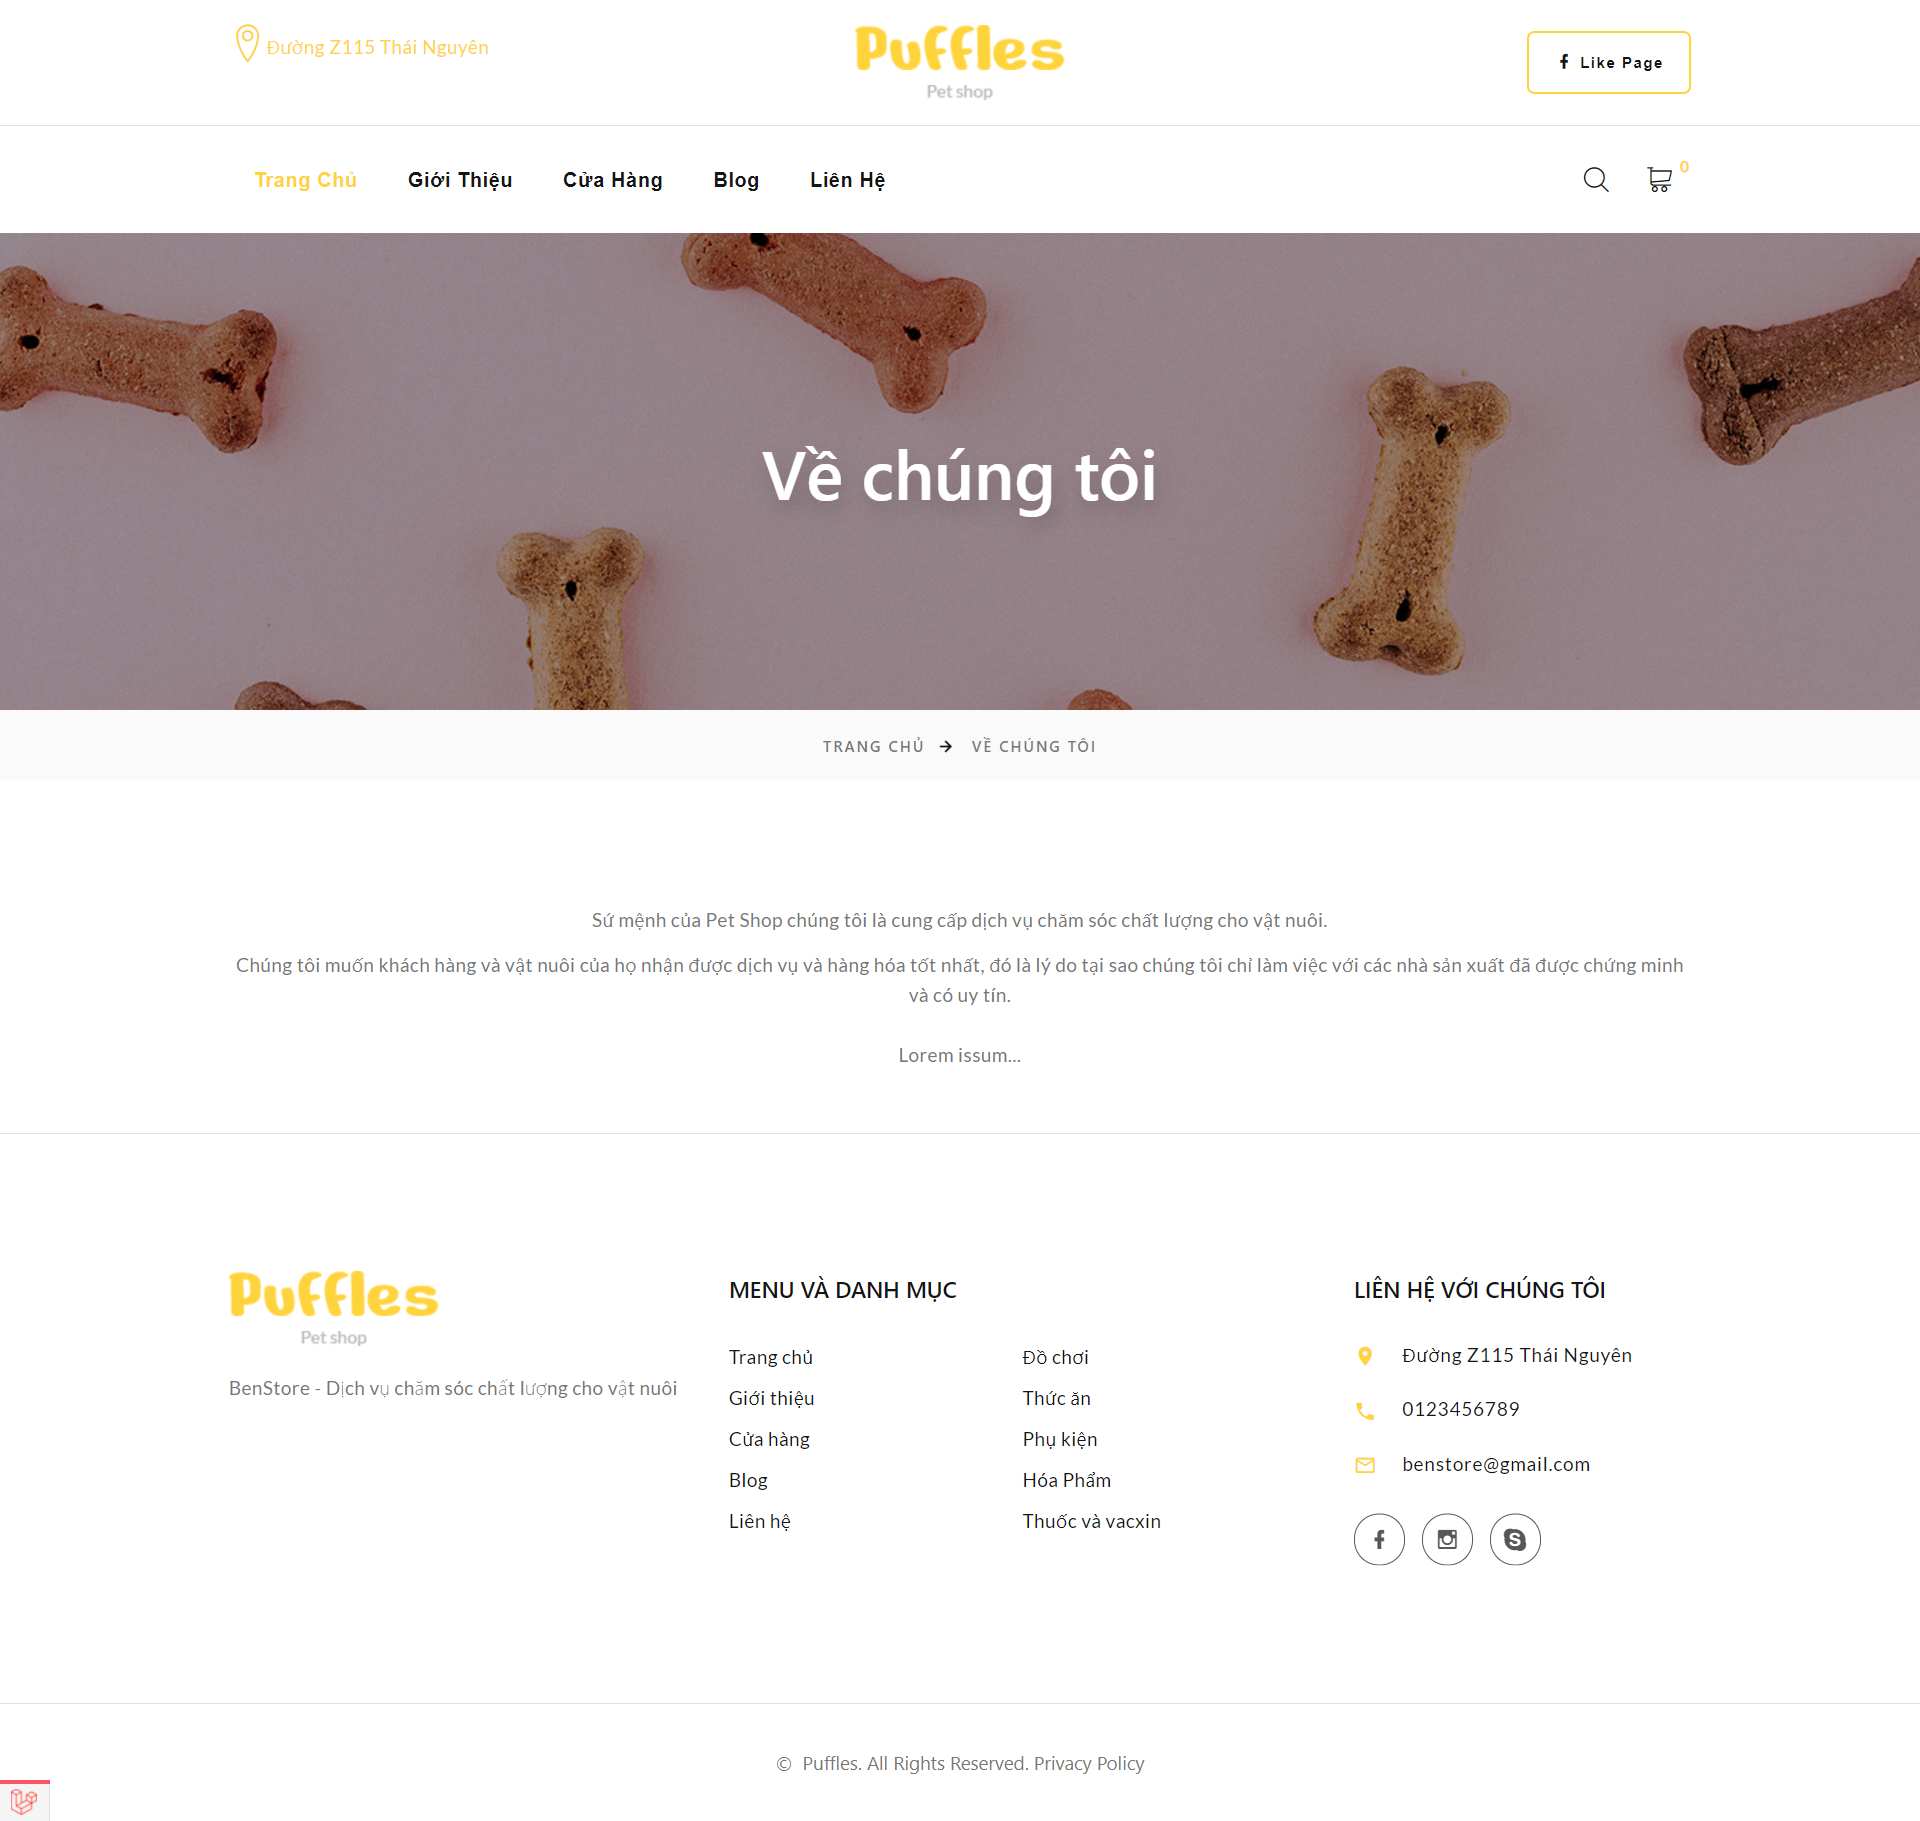 Đường Z115 Thái Nguyên
Puffles
Pet shop
Like Page
Trang Chủ
Giới Thiệu
Cửa Hàng
Blog
Liên Hệ
0
Về chúng tôi
TRANG CHỦ
VỀ CHÚNG TÔI
Sứ mệnh của Pet Shop chúng tôi là cung cấp dịch vụ chăm sóc chất lượng cho vật nuôi.
Chúng tôi muốn khách hàng và vật nuôi của họ nhận được dịch vụ và hàng hóa tốt nhất, đó là lý do tại sao chúng tôi chỉ làm việc với các nhà sản xuất đã được chứng minh
và có uy tín.
Lorem issum...
Puffles
Pet shop
BenStore - Dịch vụ chăm sóc chất lượng cho vật nuôi
MENU VÀ DANH MỤC
Trang chủ
Giới thiệu
Cửa hàng
Blog
Liên hệ
Đồ chơi
Thức ăn
Phụ kiện
Hóa Phẩm
Thuốc và vacxin
LIÊN HỆ VỚI CHÚNG TÔI
Đường Z115 Thái Nguyên
0123456789
benstore@gmail.com
© Puffles. All Rights Reserved. Privacy Policy